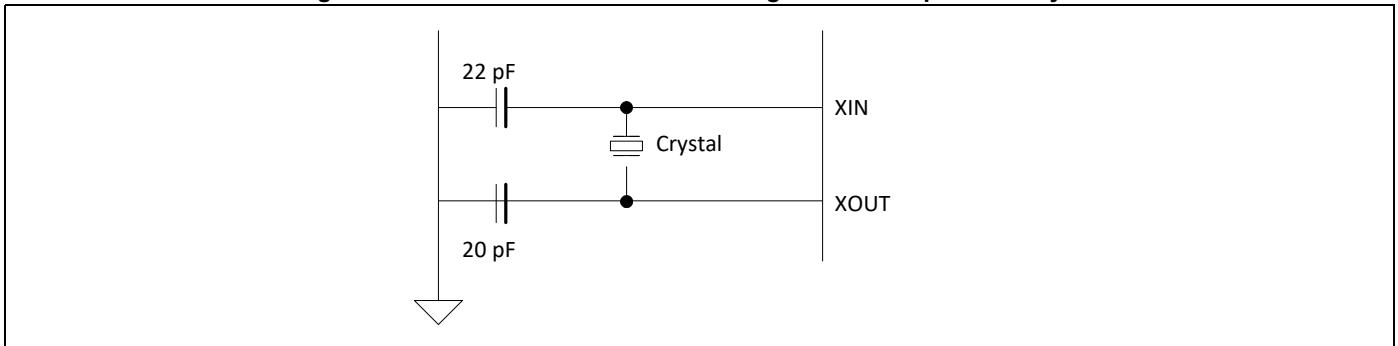 22 pF
XIN
Crystal
XOUT
20 pF